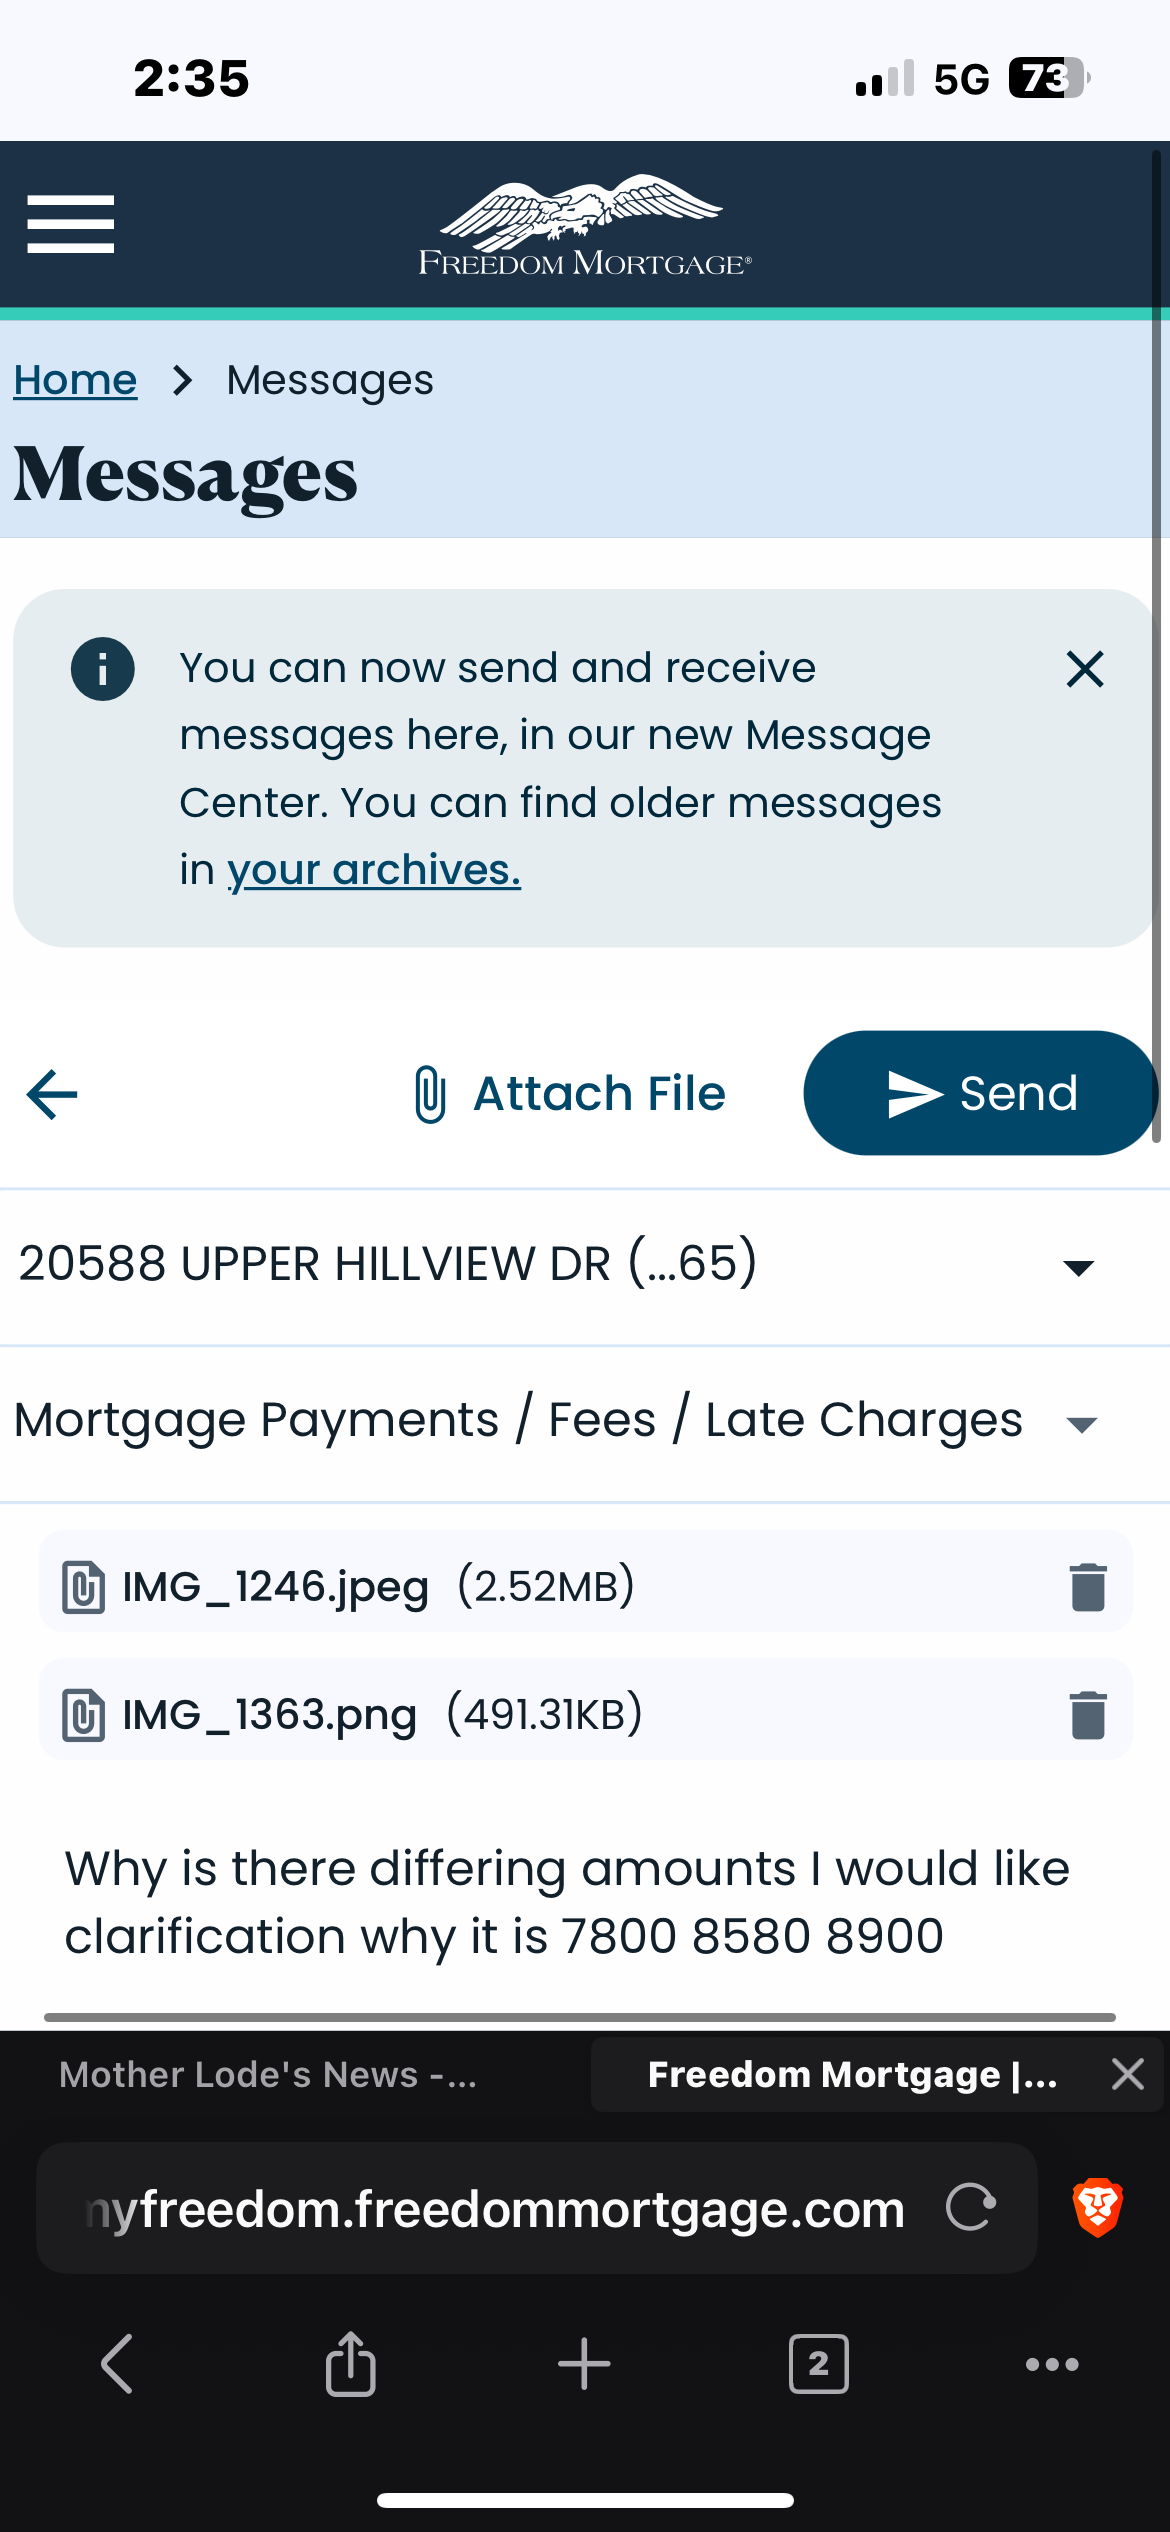 2:35
5G 73
FREEDOM MORTGAGE®
Home > Messages
Messages
You can now send and receive
messages here, in our new Message
Center. You can find older messages
in your archives.
Attach File
Send
20588 UPPER HILLVIEW DR (...65)
Mortgage Payments / Fees / Late Charges
IMG_1246.jpeg (2.52MB)
IMG_1363.png (491.31KB)
Why is there differing amounts I would like
clarification why it is 7800 8580 8900
Mother Lode's News -...
Freedom Mortgage |...
myfreedom.freedommortgage.com
2